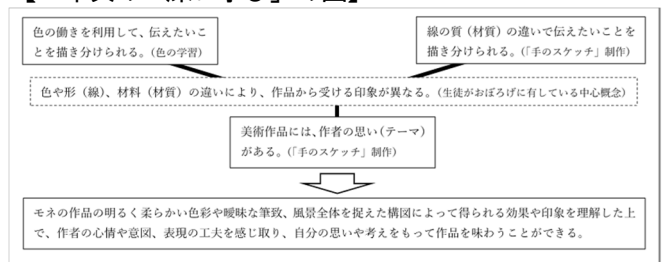 色の働きを利用して、伝えたいこ
とを描き分けられる。(色の学習)
線の質(材質)の違いで伝えたいことを
描き分けられる。(「手のスケッチ」制作)
色や形(線)、材料(材質)の違いにより、作品から受ける印象が異なる。(生徒がおぼろげに有している中心概念)
美術作品には、作者の思い(テーマ)
がある。(「手のスケッチ」制作)
モネの作品の明るく柔らかい色彩や曖昧な筆致、風景全体を捉えた構図によって得られる効果や印象を理解した上
で、作者の心情や意図、表現の工夫を感じ取り、自分の思いや考えをもって作品を味わうことができる。